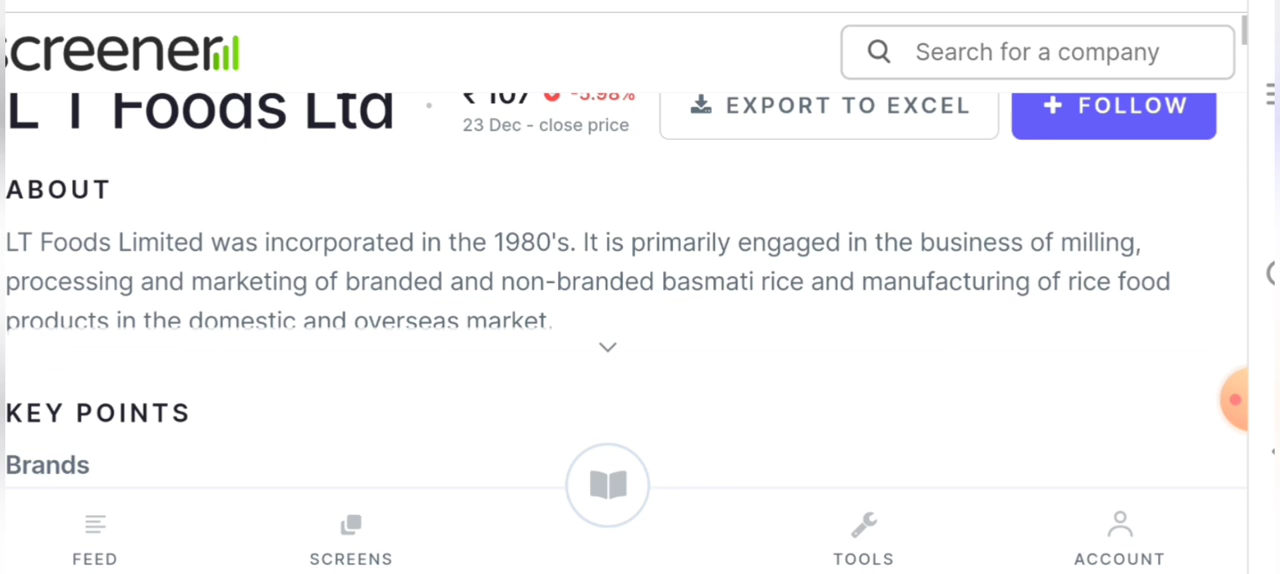 screener
Search for a company
L T Foods Ltd
₹ 107 -5.98%
23 Dec - close price
EXPORT TO EXCEL
+ FOLLOW
ABOUT
LT Foods Limited was incorporated in the 1980's. It is primarily engaged in the business of milling,
processing and marketing of branded and non-branded basmati rice and manufacturing of rice food
products in the domestic and overseas market.
KEY POINTS
Brands
FEED
SCREENS
TOOLS
ACCOUNT